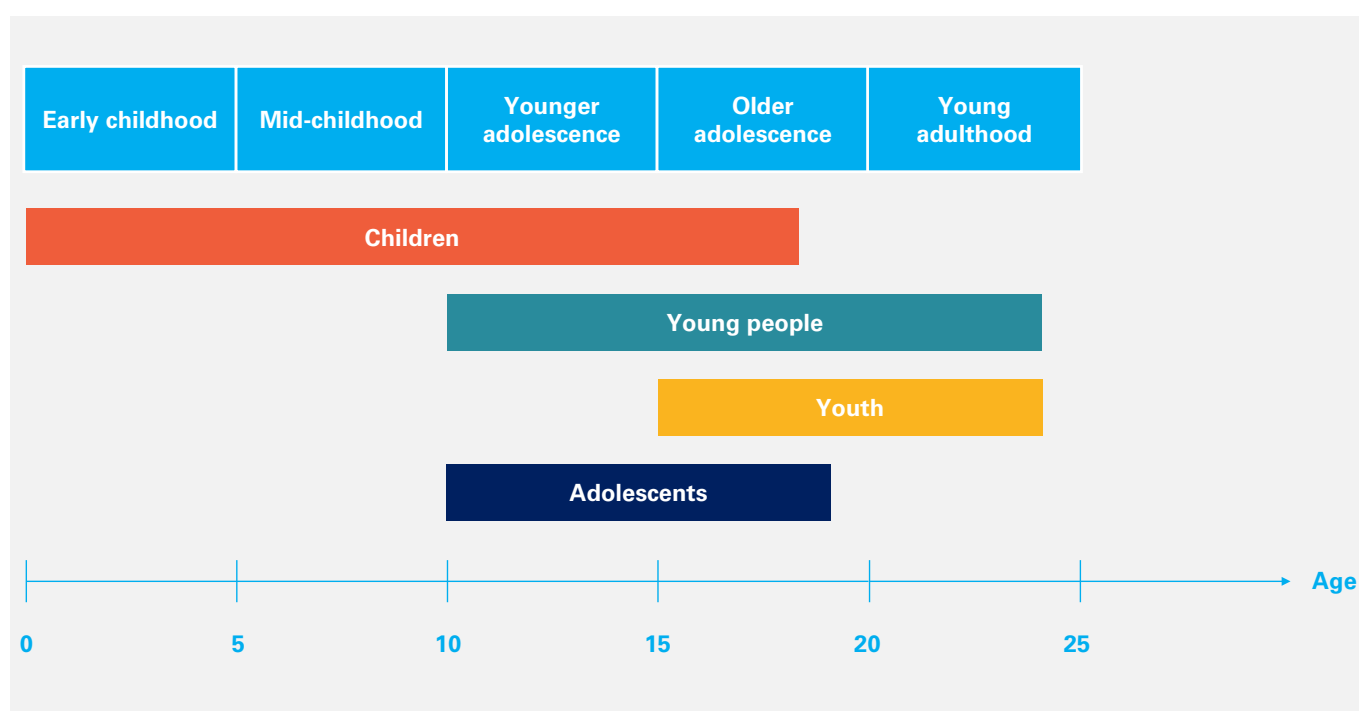 Early childhood
Mid-childhood
Younger
adolescence
Older
adolescence
Young
adulthood
Children
Young people
Youth
Adolescents
Age
0
5
10
15
20
25